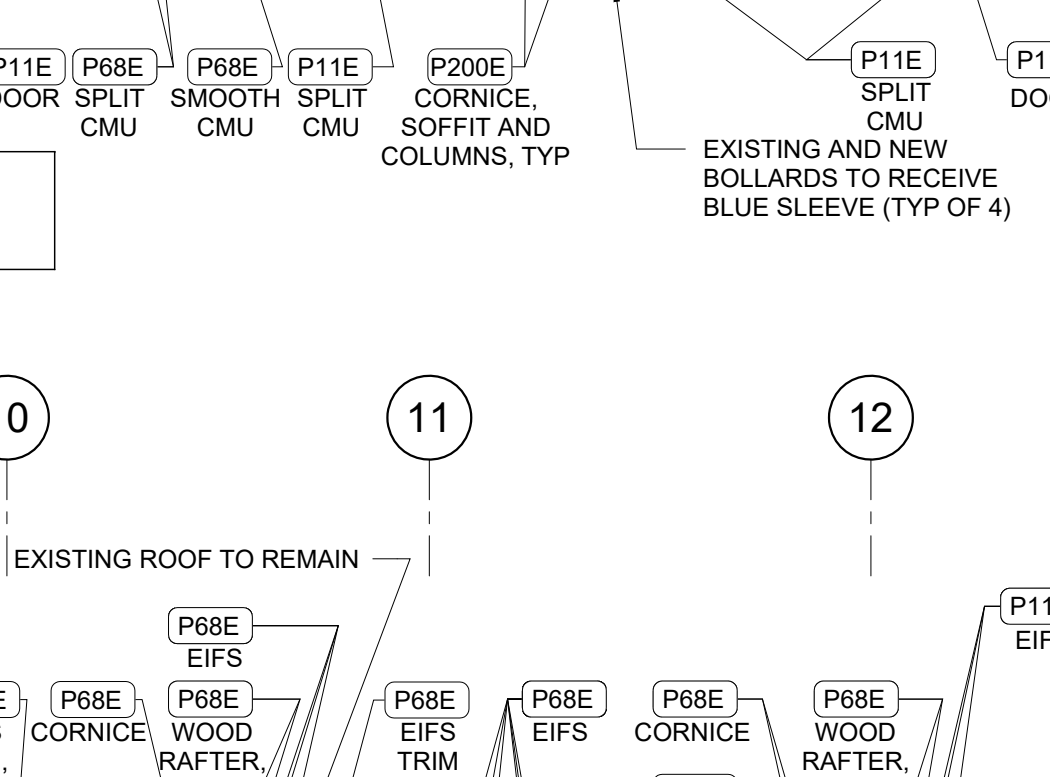 P11E P68E P68E P11E P200E P11E
SPLIT
CMU
SMOOTH
CMU
SPLIT
CMU
CORNICE,
SOFFIT AND
COLUMNS, TYP
SPLIT
CMU
EXISTING AND NEW
BOLLARDS TO RECEIVE
BLUE SLEEVE (TYP OF 4)
11
12
EXISTING ROOF TO REMAIN
P68E
EIFS
P68E
CORNICE
P68E
WOOD
RAFTER,
P68E
EIFS
TRIM
P68E
EIFS
P68E
CORNICE
P68E
WOOD
RAFTER,